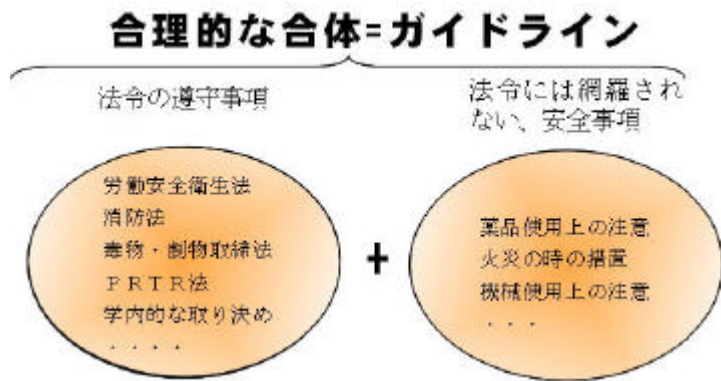 合理的な合体=ガイドライン
法令の遵守事項
法令には網羅され
ない、安全事項
労働安全衛生法
消防法
毒物・劇物取締法
PRTR法
学内的な取り決め
・・・・
+
薬品使用上の注意
火災の時の措置
機械使用上の注意
・・・